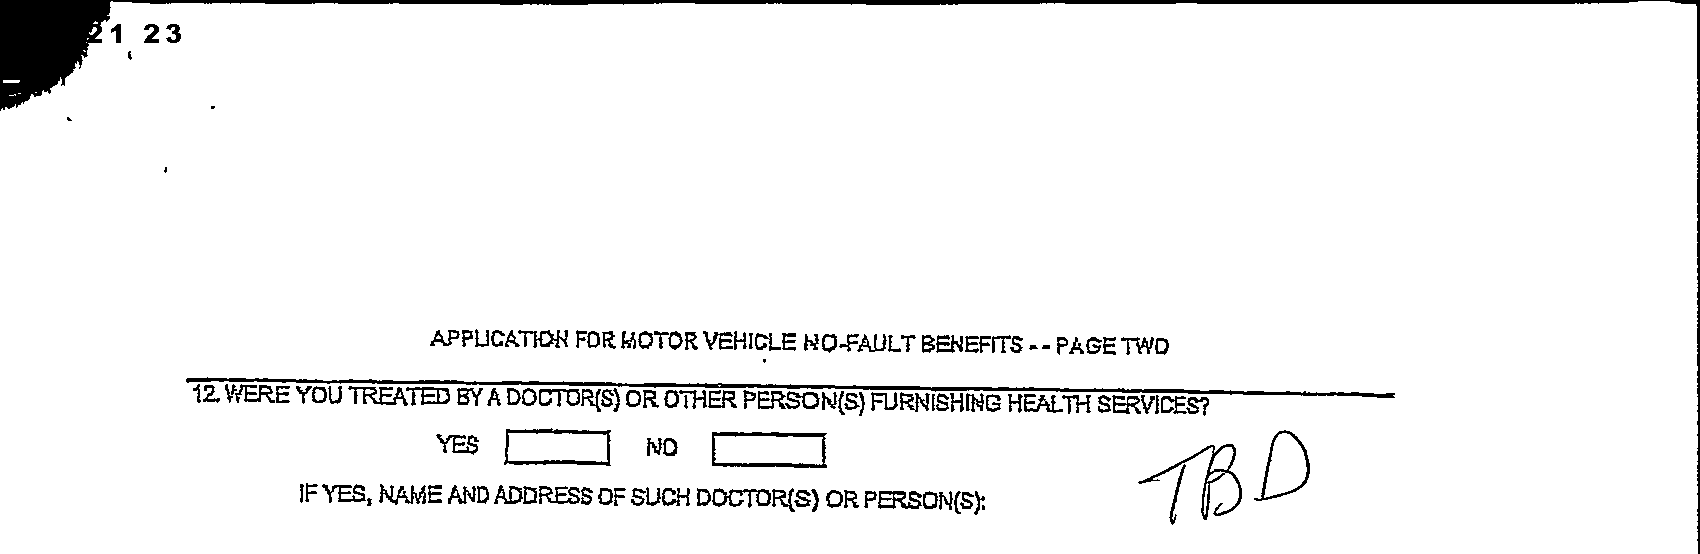 21 23
APPLICATION FOR MOTOR VEHICLE NO-FAULT BENEFITS -- PAGE TWO
12. WERE YOU TREATED BY A DOCTOR(S) OR OTHER PERSON(S) FURNISHING HEALTH SERVICES?
YES NO
TBD
IF YES, NAME AND ADDRESS OF SUCH DOCTOR(S) OR PERSON(S):